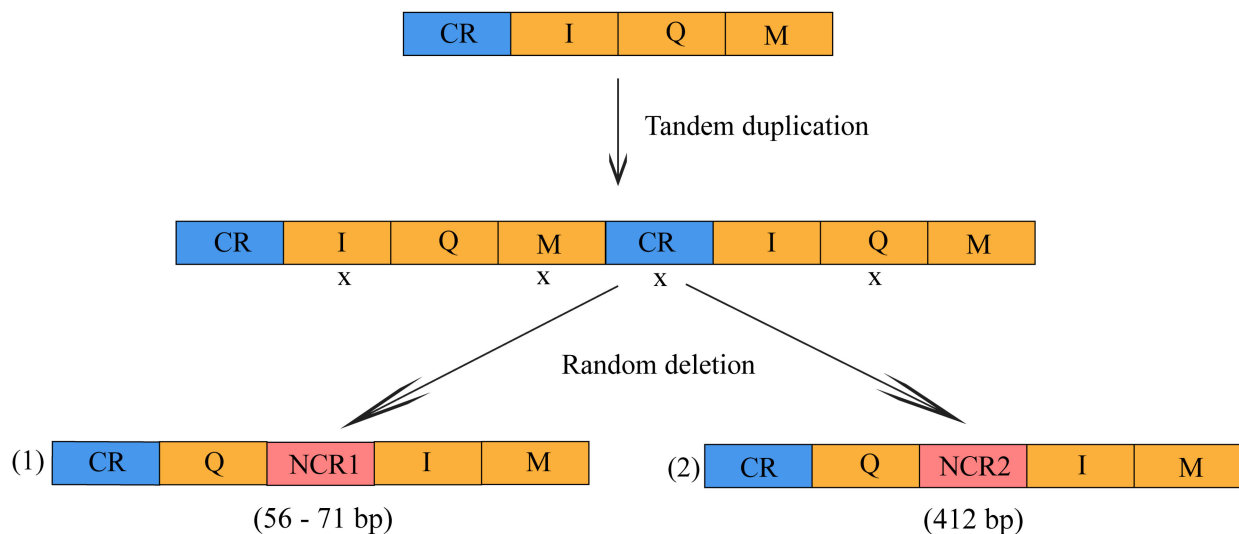 CR I Q M
Tandem duplication
CR I Q M CR I Q M
x x x x
Random deletion
(1) CR Q NCR1 I M
(2) CR Q NCR2 I M
(56 - 71 bp)
(412 bp)